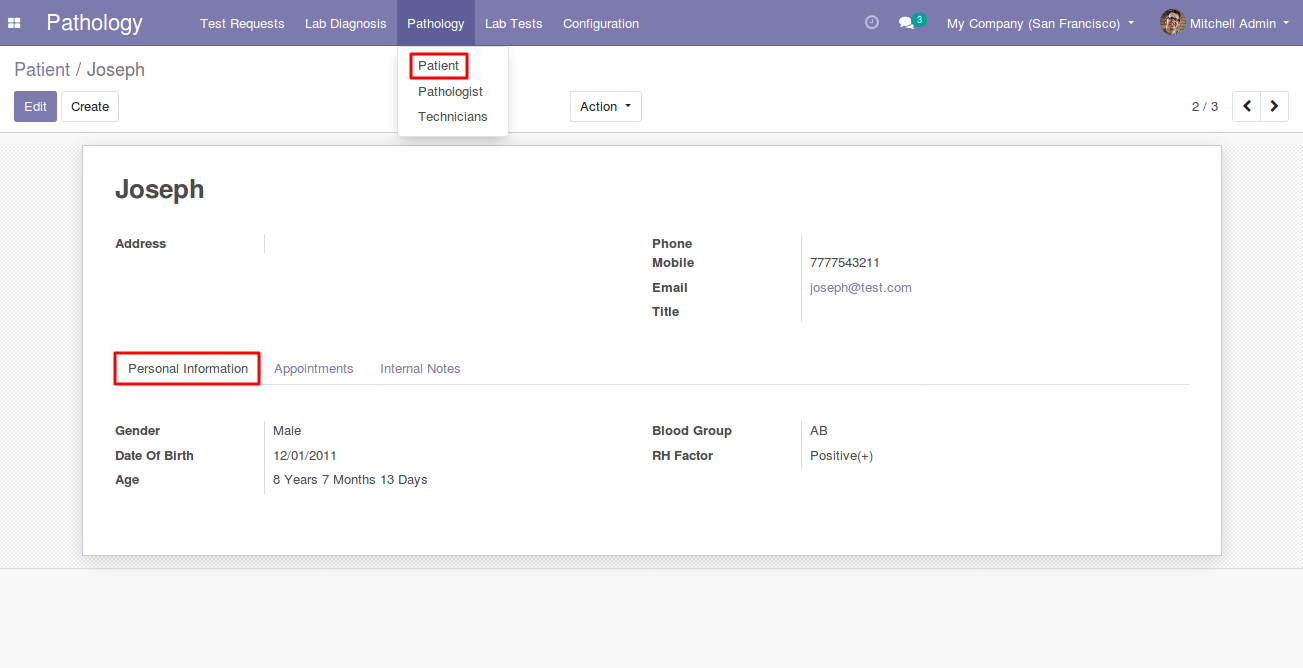 Pathology Test Requests Lab Diagnosis Pathology Lab Tests Configuration 3 My Company (San Francisco) Mitchell Admin
Patient
Pathologist
Technicians
Patient / Joseph
Edit Create Action 2 / 3
Joseph
Address
Phone
Mobile 7777543211
Email joseph@test.com
Title
Personal Information Appointments Internal Notes
Gender Male
Date Of Birth 12/01/2011
Age 8 Years 7 Months 13 Days
Blood Group AB
RH Factor Positive(+)